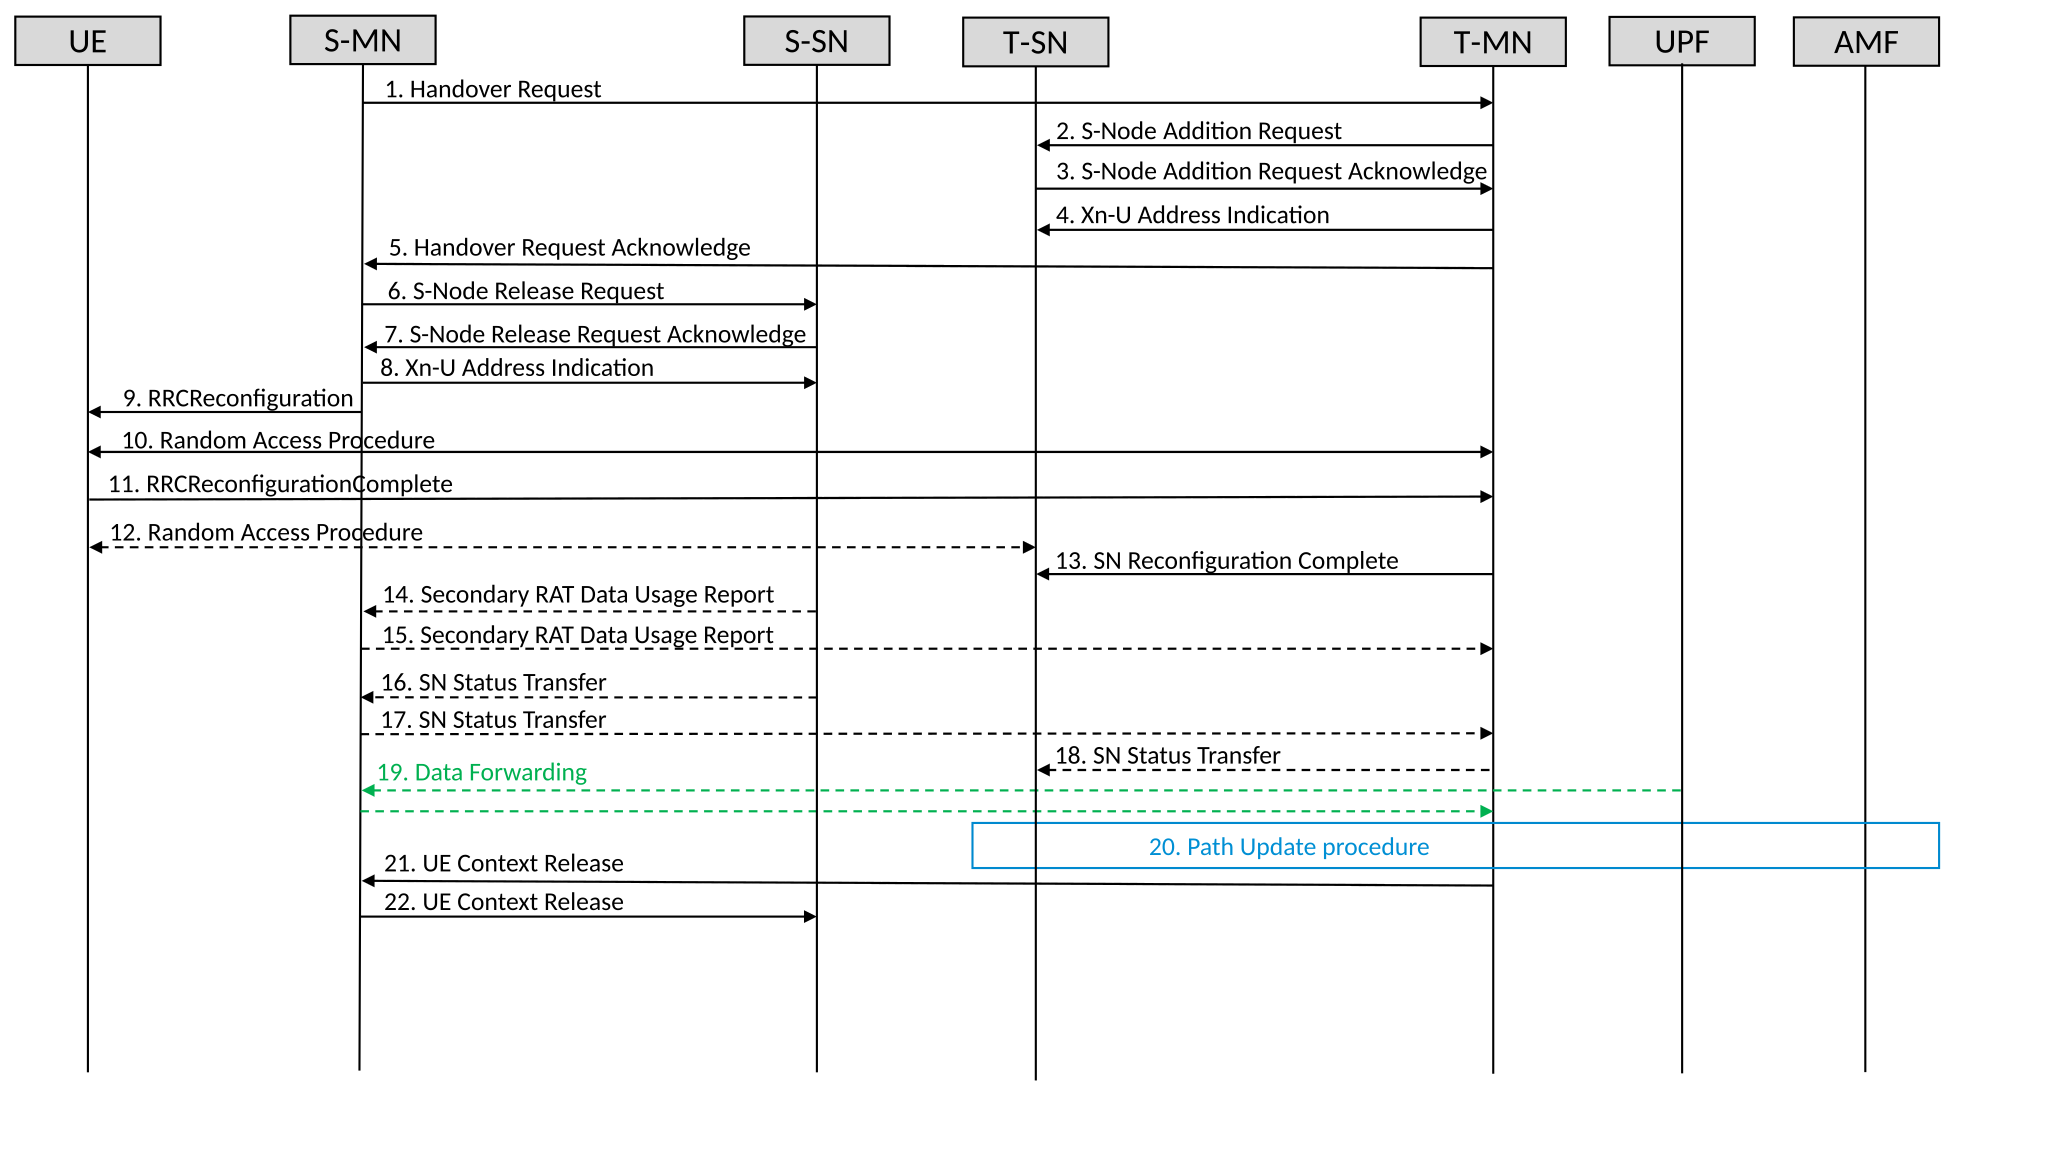 UE
S-MN
S-SN
T-SN
T-MN
UPF
AMF
1. Handover Request
2. S-Node Addition Request
3. S-Node Addition Request Acknowledge
4. Xn-U Address Indication
5. Handover Request Acknowledge
6. S-Node Release Request
7. S-Node Release Request Acknowledge
8. Xn-U Address Indication
9. RRCReconfiguration
10. Random Access Procedure
11. RRCReconfigurationComplete
12. Random Access Procedure
13. SN Reconfiguration Complete
14. Secondary RAT Data Usage Report
15. Secondary RAT Data Usage Report
16. SN Status Transfer
17. SN Status Transfer
18. SN Status Transfer
19. Data Forwarding
20. Path Update procedure
21. UE Context Release
22. UE Context Release